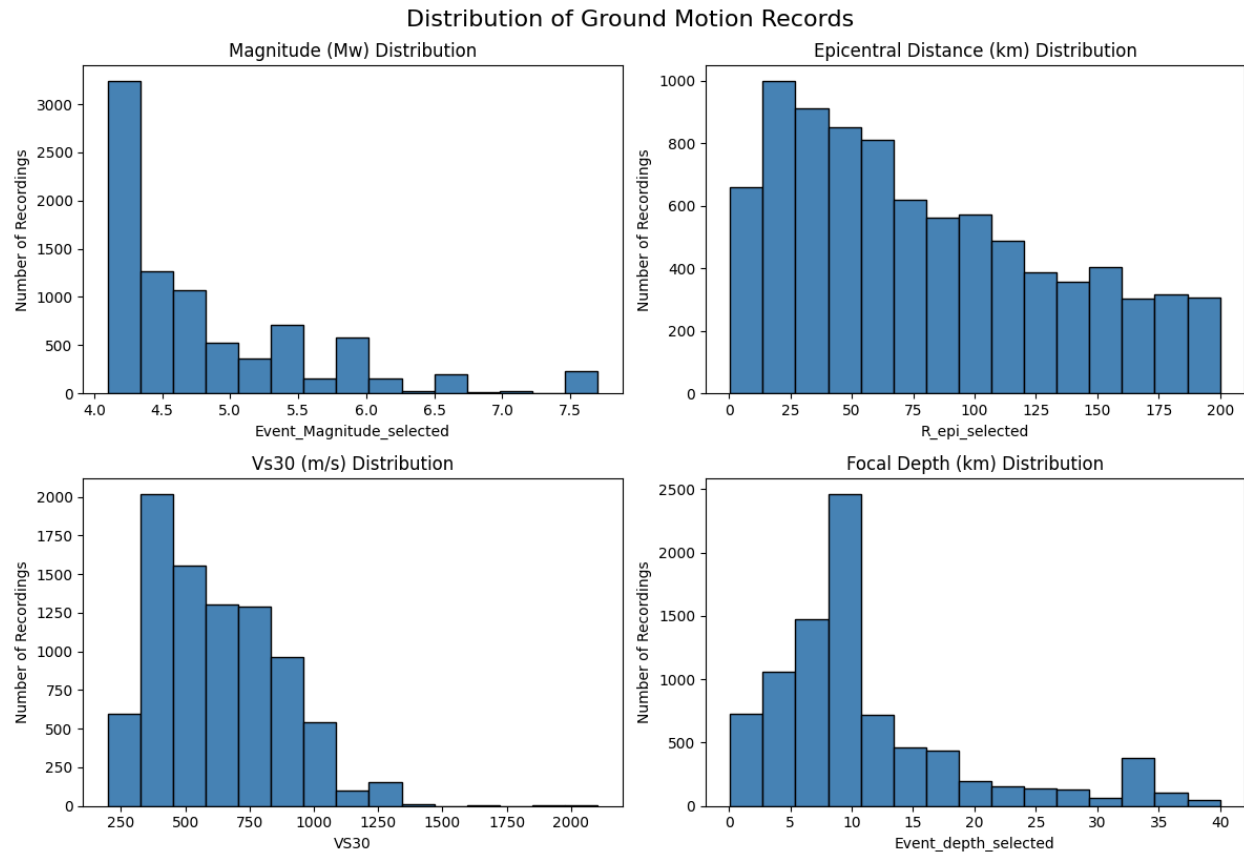 Distribution of Ground Motion Records
Magnitude (Mw) Distribution
Number of Recordings
3000
2500
2000
1500
1000
500
0
4.0 4.5 5.0 5.5 6.0 6.5 7.0 7.5
Event_Magnitude_selected
Epicentral Distance (km) Distribution
Number of Recordings
1000
800
600
400
200
0
0 25 50 75 100 125 150 175 200
R_epi_selected
Vs30 (m/s) Distribution
Number of Recordings
2000
1750
1500
1250
1000
750
500
250
0
250 500 750 1000 1250 1500 1750 2000
VS30
Focal Depth (km) Distribution
Number of Recordings
2500
2000
1500
1000
500
0
0 5 10 15 20 25 30 35 40
Event_depth_selected